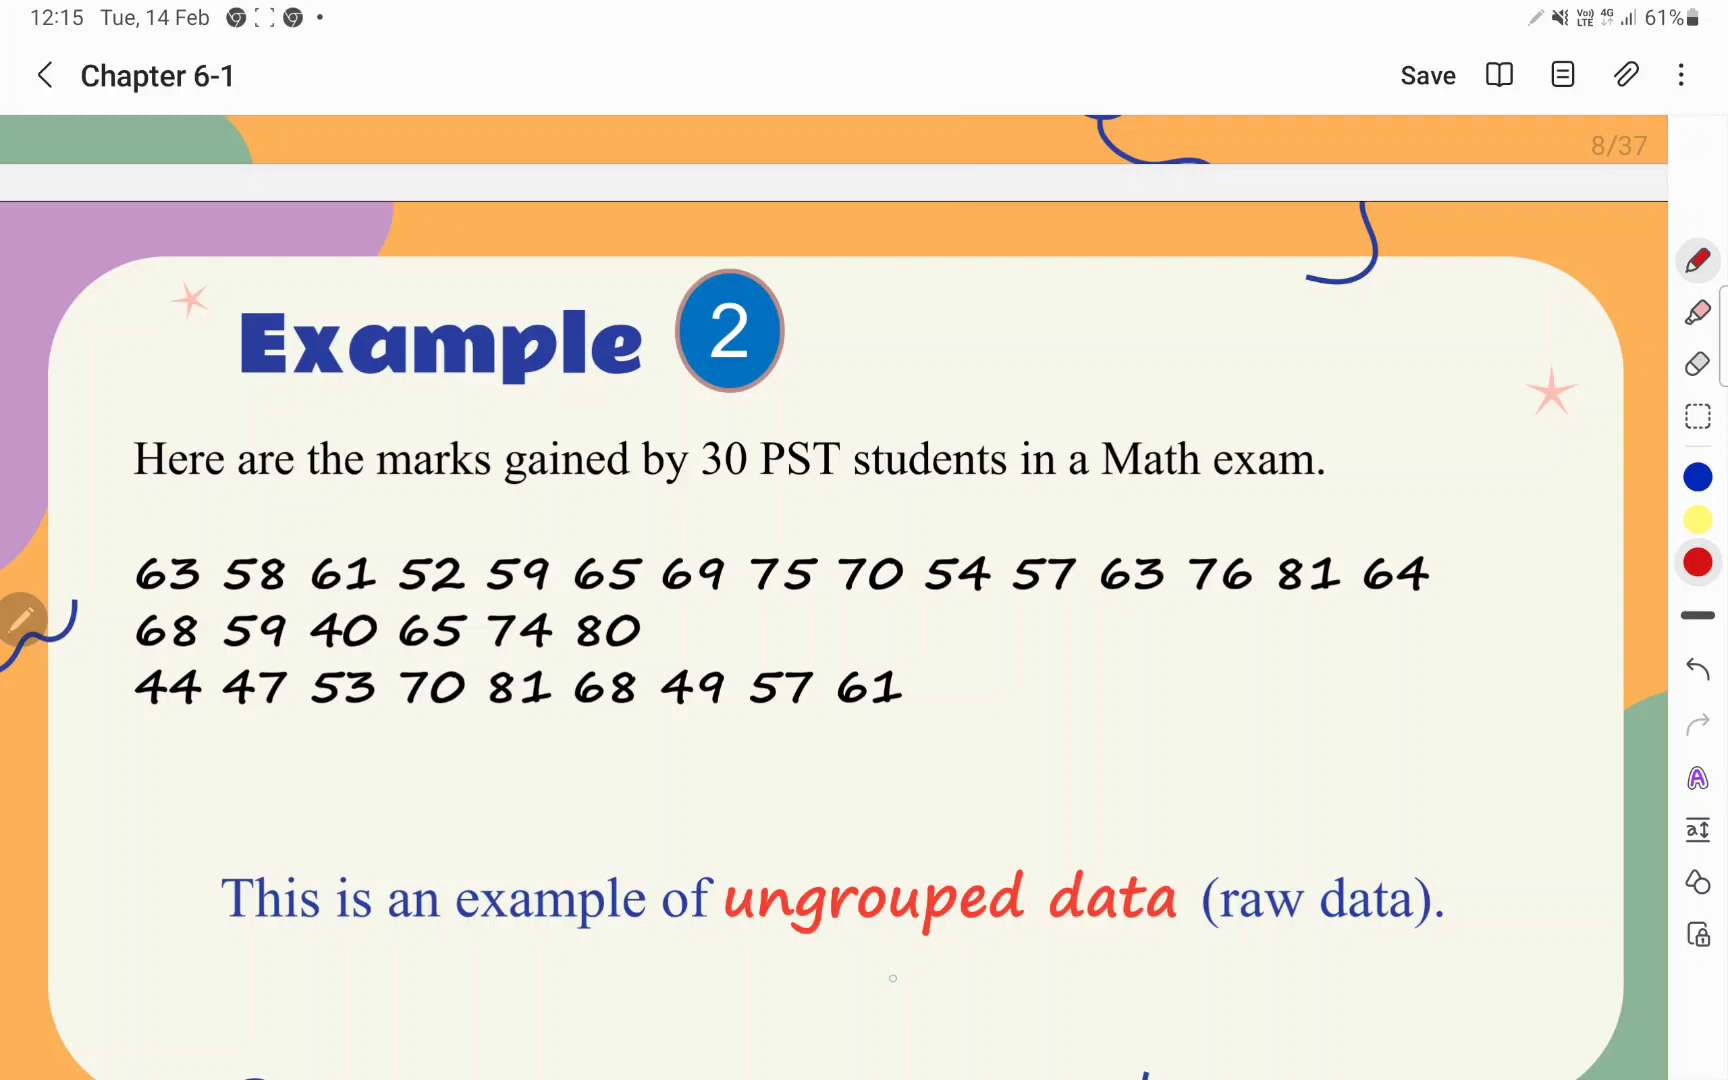 12:15 Tue, 14 Feb
Vo)) LTE 4G 61%
Chapter 6-1
Save
8/37
Example 2
Here are the marks gained by 30 PST students in a Math exam.
63 58 61 52 59 65 69 75 70 54 57 63 76 81 64
68 59 40 65 74 80
44 47 53 70 81 68 49 57 61
This is an example of ungrouped data (raw data).